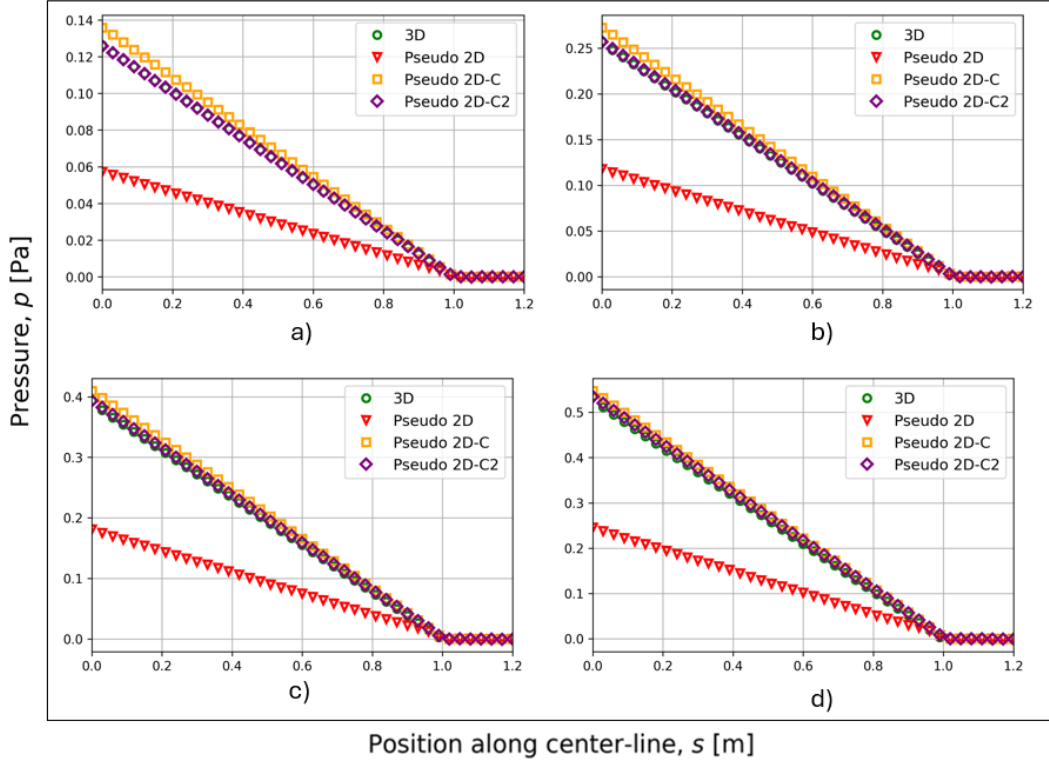 0.14
0.12
0.10
0.08
0.06
0.04
0.02
0.00
0.0 0.2 0.4 0.6 0.8 1.0 1.2
3D
Pseudo 2D
Pseudo 2D-C
Pseudo 2D-C2
a)
0.25
0.20
0.15
0.10
0.05
0.00
0.0 0.2 0.4 0.6 0.8 1.0 1.2
3D
Pseudo 2D
Pseudo 2D-C
Pseudo 2D-C2
b)
Pressure, p [Pa]
0.4
0.3
0.2
0.1
0.0
0.0 0.2 0.4 0.6 0.8 1.0 1.2
3D
Pseudo 2D
Pseudo 2D-C
Pseudo 2D-C2
c)
0.5
0.4
0.3
0.2
0.1
0.0
0.0 0.2 0.4 0.6 0.8 1.0 1.2
3D
Pseudo 2D
Pseudo 2D-C
Pseudo 2D-C2
d)
Position along center-line, s [m]